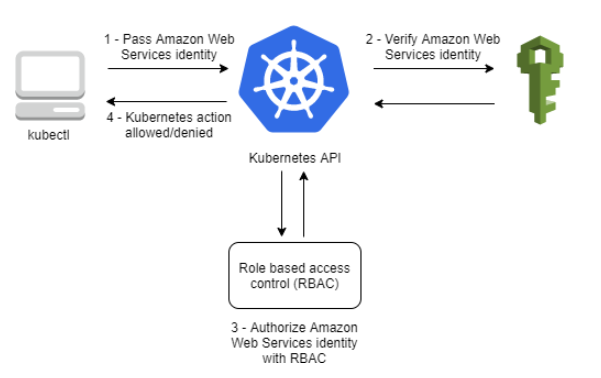 1 - Pass Amazon Web
Services identity
2 - Verify Amazon Web
Services identity
4 - Kubernetes action
allowed/denied
kubectl
Kubernetes API
Role based access
control (RBAC)
3 - Authorize Amazon
Web Services identity
with RBAC